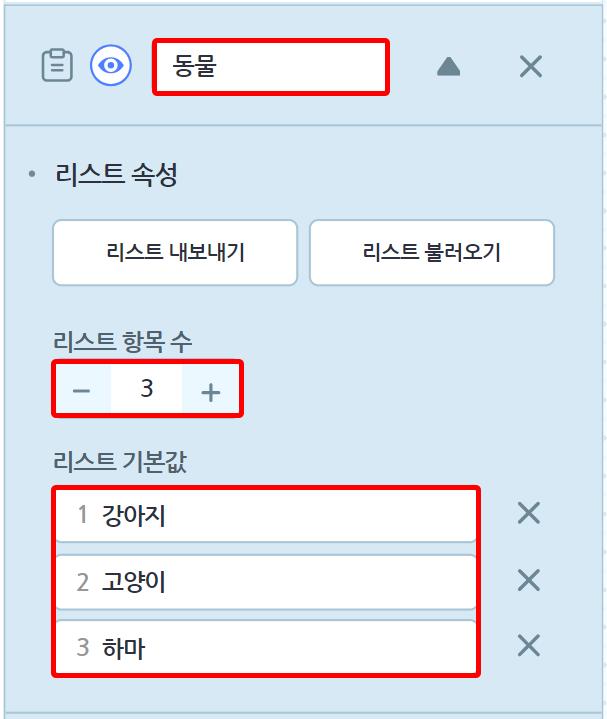 동물
리스트 속성
리스트 내보내기 리스트 불러오기
리스트 항목 수
− 3 +
리스트 기본값
1 강아지
2 고양이
3 하마